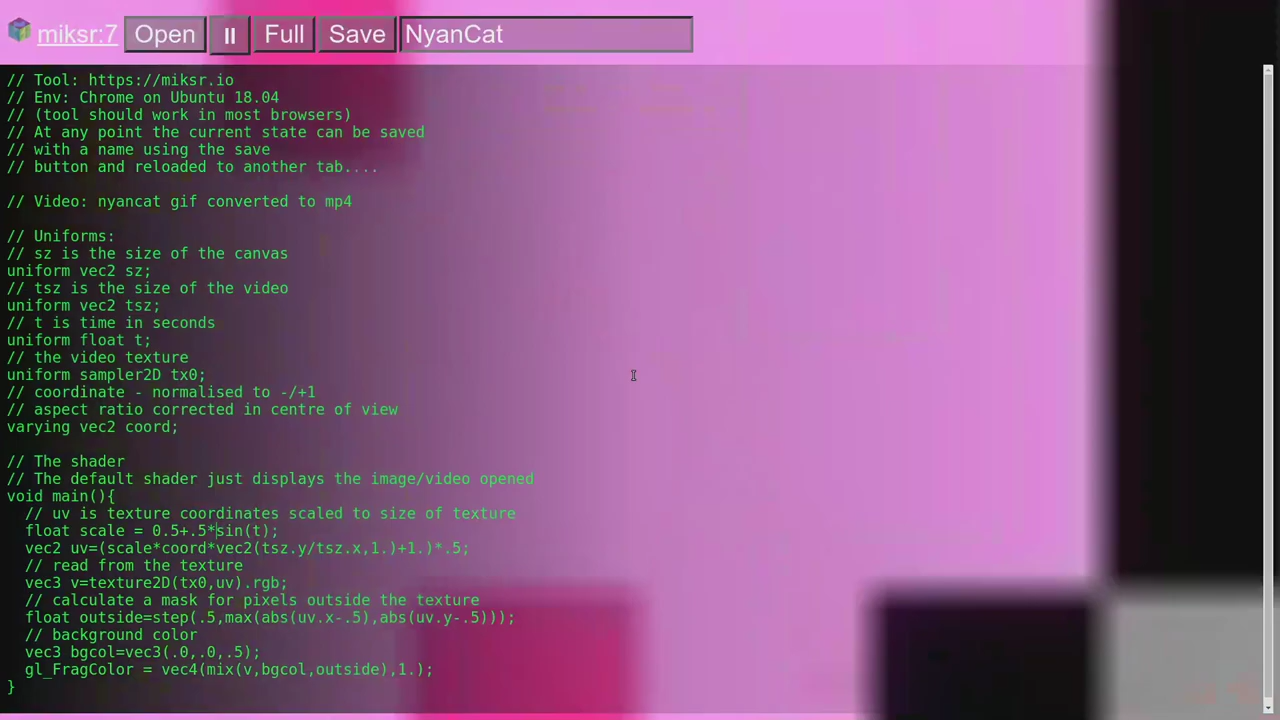 miksr:7 Open Full Save NyanCat
// Tool: https://miksr.io
// Env: Chrome on Ubuntu 18.04
// (tool should work in most browsers)
// At any point the current state can be saved
// with a name using the save
// button and reloaded to another tab....
// Video: nyancat gif converted to mp4
// Uniforms:
// sz is the size of the canvas
uniform vec2 sz;
// tsz is the size of the video
uniform vec2 tsz;
// t is time in seconds
uniform float t;
// the video texture
uniform sampler2D tx0;
// coordinate - normalised to -/+1
// aspect ratio corrected in centre of view
varying vec2 coord;
// The shader
// The default shader just displays the image/video opened
void main(){
// uv is texture coordinates scaled to size of texture
float scale = 0.5+.5*sin(t);
vec2 uv=(scale*coord*vec2(tsz.y/tsz.x,1.)+1.)*.5;
// read from the texture
vec3 v=texture2D(tx0,uv).rgb;
// calculate a mask for pixels outside the texture
float outside=step(.5,max(abs(uv.x-.5),abs(uv.y-.5)));
// background color
vec3 bgcol=vec3(.0,.0,.5);
gl_FragColor = vec4(mix(v,bgcol,outside),1.);
}